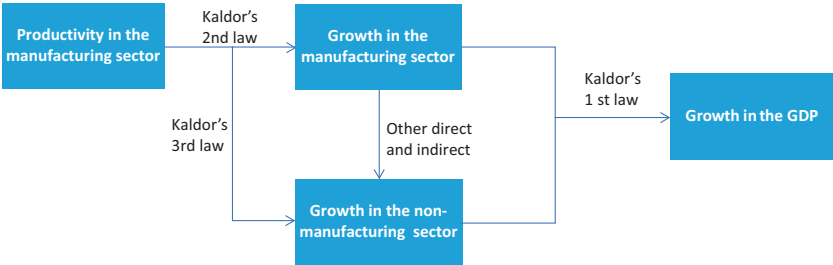 Productivity in the
manufacturing sector
Kaldor's
2nd law
Growth in the
manufacturing sector
Kaldor's
3rd law
Other direct
and indirect
Growth in the non-
manufacturing sector
Kaldor's
1 st law
Growth in the GDP